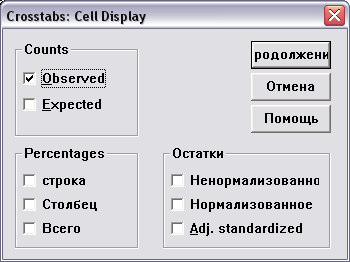 Crosstabs: Cell Display
Counts
Observed
Expected
родолжени
Отмена
Помощь
Percentages
строка
Столбец
Всего
Остатки
Ненормализованно
Нормализованное
Adj. standardized